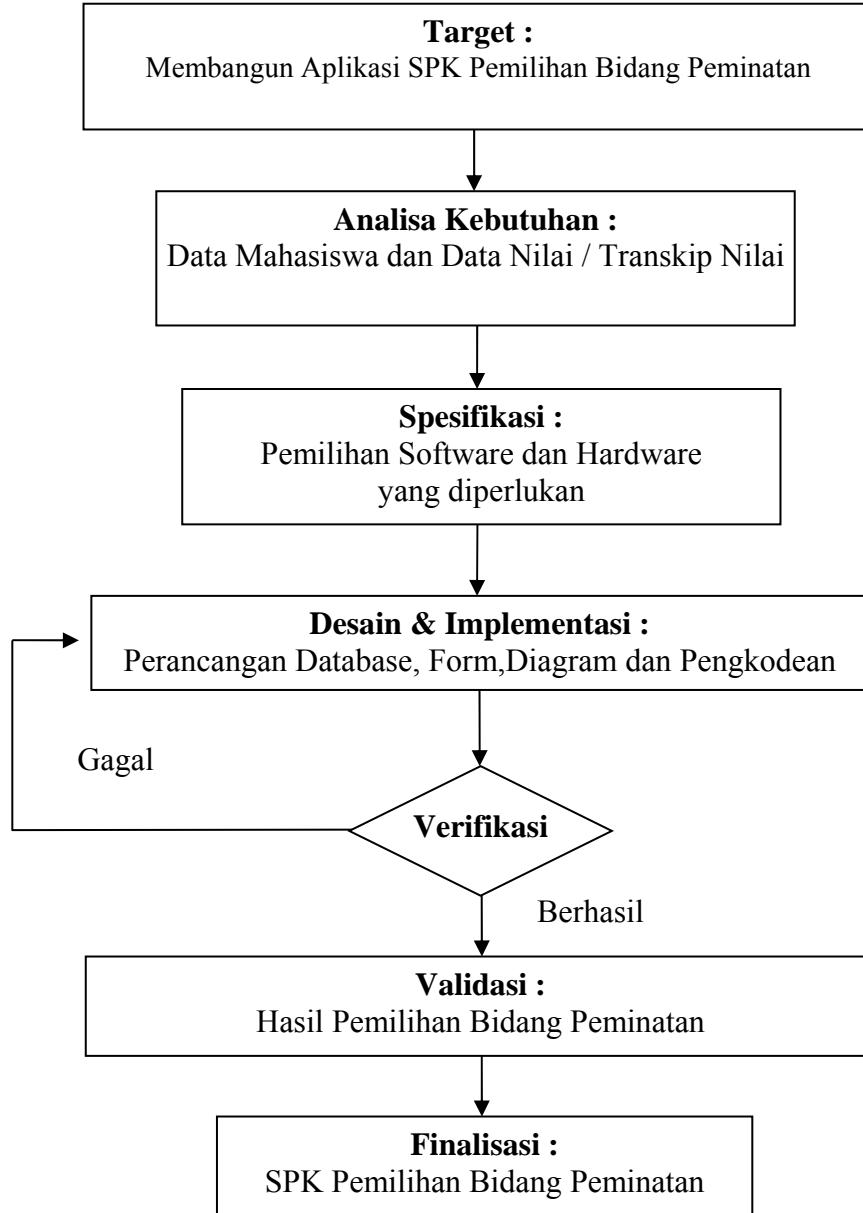 Target :
Membangun Aplikasi SPK Pemilihan Bidang Peminatan
Analisa Kebutuhan :
Data Mahasiswa dan Data Nilai / Transkip Nilai
Spesifikasi :
Pemilihan Software dan Hardware
yang diperlukan
Desain & Implementasi :
Perancangan Database, Form,Diagram dan Pengkodean
Gagal
Verifikasi
Berhasil
Validasi :
Hasil Pemilihan Bidang Peminatan
Finalisasi :
SPK Pemilihan Bidang Peminatan